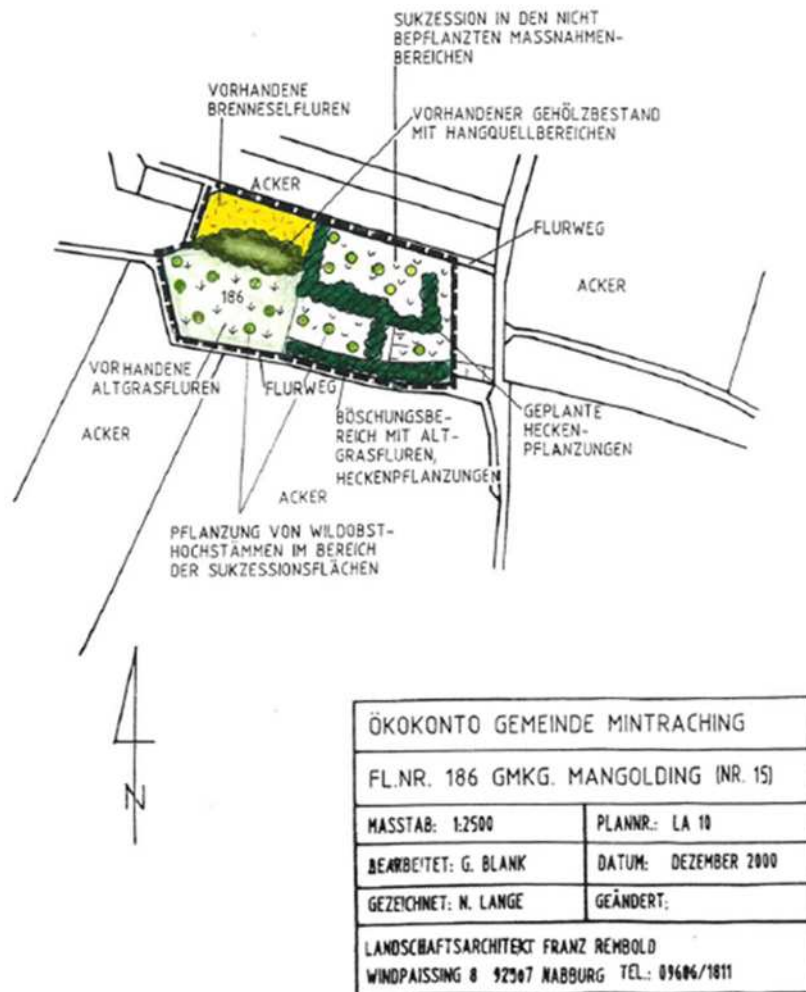 SUKZESSION IN DEN NICHT
BEPFLANZTEN MASSNAHMEN-
BEREICHEN
VORHANDENE
BRENNESELFLUREN
VORHANDENER GEHÖLZBESTAND
MIT HANGQUELLBEREICHEN
ACKER
FLURWEG
ACKER
186
VORHANDENE
ALTGRASFLUREN
FLURWEG
ACKER
BÖSCHUNGSBE-
REICH MIT ALT-
GRASFLUREN,
HECKENPFLANZUNGEN
GEPLANTE
HECKEN-
PFLANZUNGEN
ACKER
PFLANZUNG VON WILDOBST-
HOCHSTÄMMEN IM BEREICH
DER SUKZESSIONSFLÄCHEN
N
ÖKOKONTO GEMEINDE MINTRACHING
FL.NR. 186 GMKG. MANGOLDING (NR. 15)
MASSTAB: 1:2500 PLANNR.: LA 10
BEARBEITET: G. BLANK DATUM: DEZEMBER 2000
GEZEICHNET: N. LANGE GEÄNDERT:
LANDSCHAFTSARCHITEKT FRANZ REMBOLD
WINDPAISSING 8 92507 NABBURG TEL.: 09606/1811